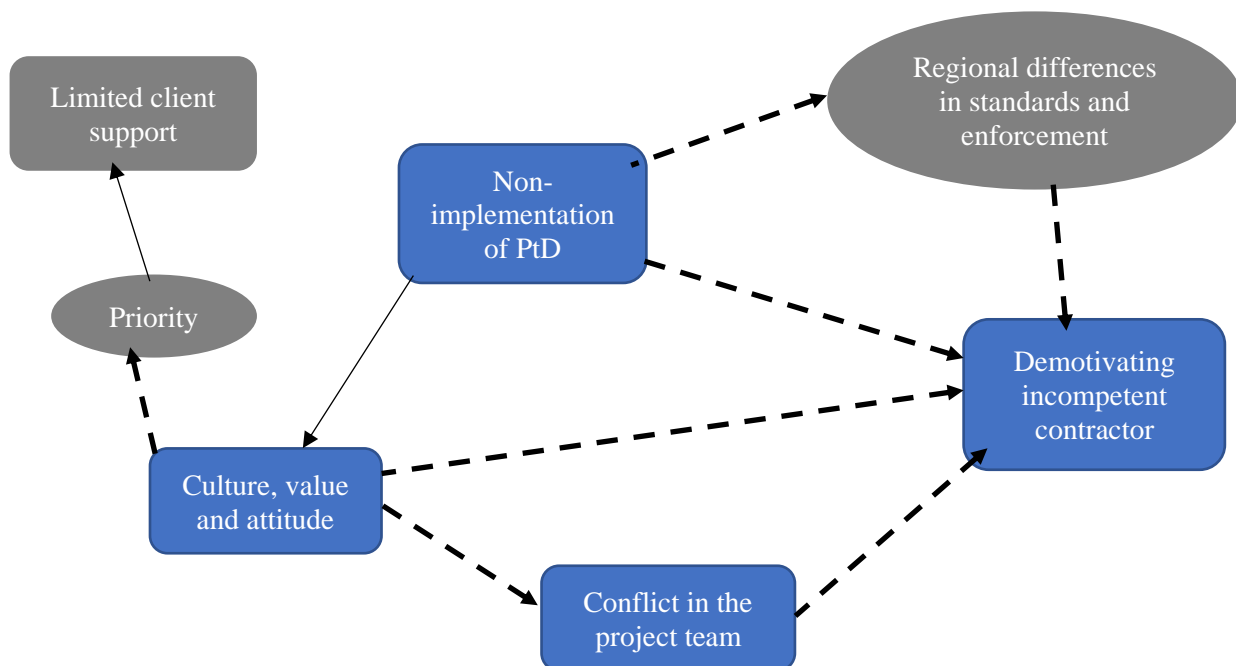 Limited client
support
Regional differences
in standards and
enforcement
Non-
implementation
of PtD
Priority
Demotivating
incompetent
contractor
Culture, value
and attitude
Conflict in the
project team